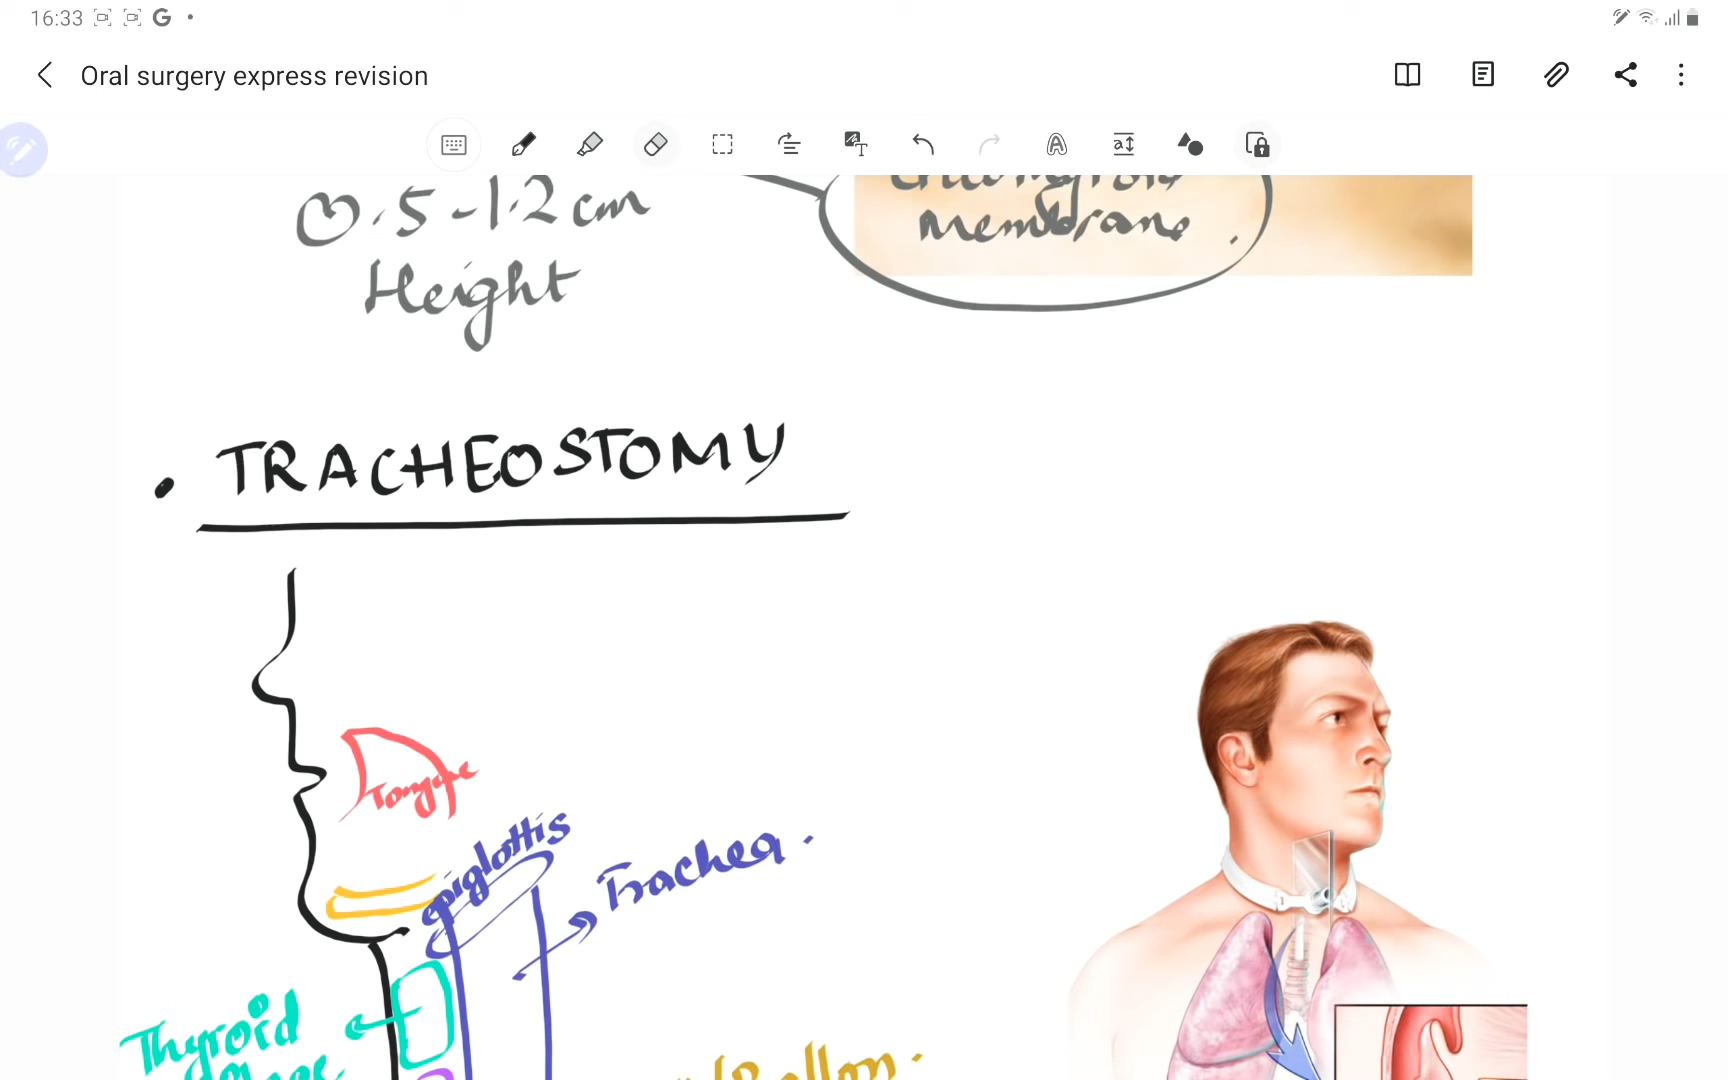 16:33
Oral surgery express revision
0.5-1.2 cm
Height
membrane.
. TRACHEOSTOMY
Tongue
epiglottis
Trachea.
Thyroid